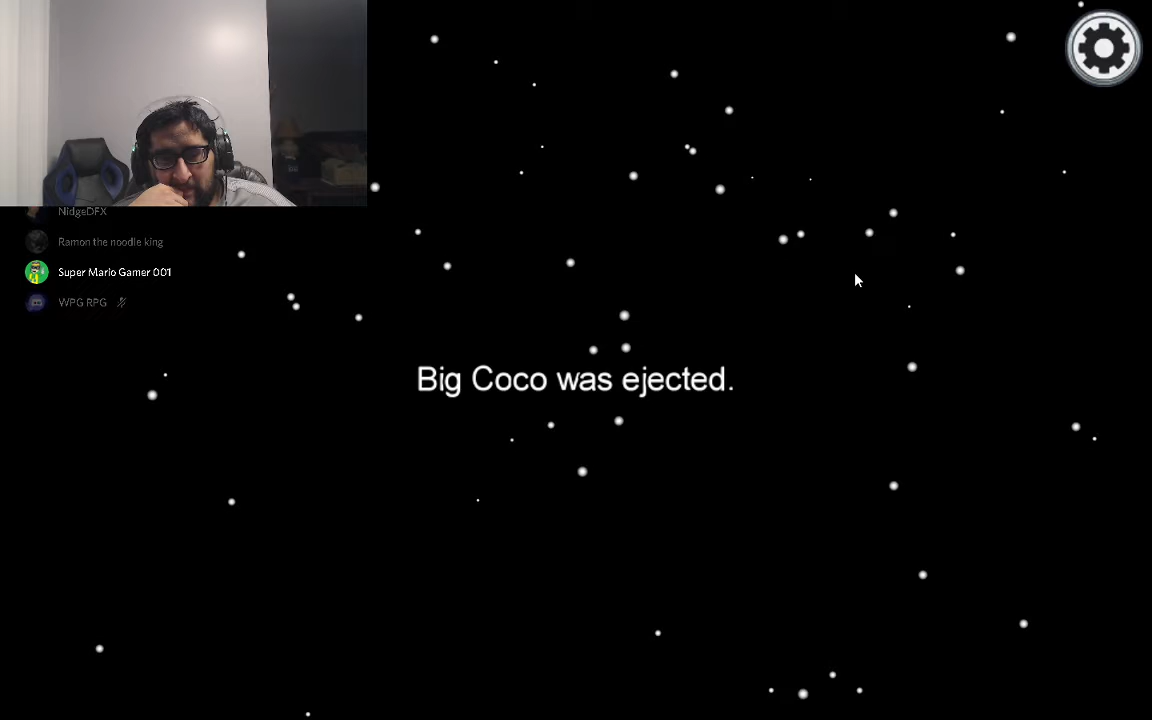 NidgeDFX
Ramon the noodle king
Super Mario Gamer 001
WPG RPG
Big Coco was ejected.